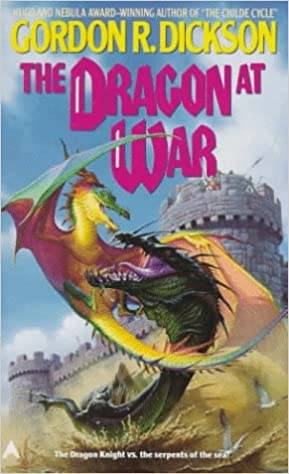 HUGO AND NEBULA AWARD-WINNING AUTHOR OF "THE CHILDE CYCLE"
GORDON R. DICKSON
THE DRAGON AT
WAR
The Dragon Knight vs. the serpents of the sea!
A